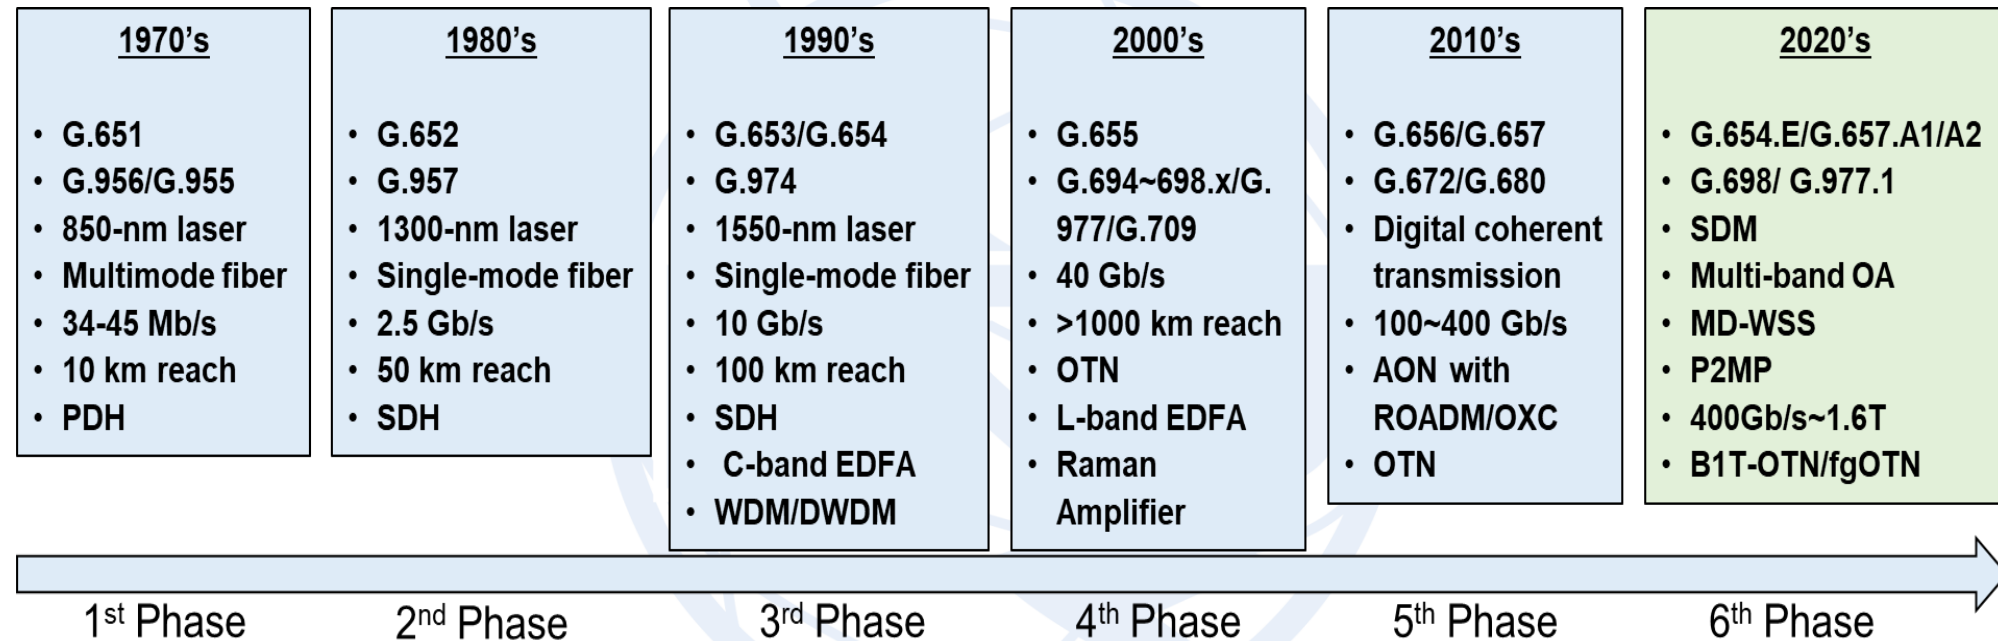 1970’s
• G.651
• G.956/G.955
• 850-nm laser
• Multimode fiber
• 34-45 Mb/s
• 10 km reach
• PDH
1980’s
• G.652
• G.957
• 1300-nm laser
• Single-mode fiber
• 2.5 Gb/s
• 50 km reach
• SDH
1990’s
• G.653/G.654
• G.974
• 1550-nm laser
• Single-mode fiber
• 10 Gb/s
• 100 km reach
• SDH
• C-band EDFA
• WDM/DWDM
2000’s
• G.655
• G.694~698.x/G.
977/G.709
• 40 Gb/s
• >1000 km reach
• OTN
• L-band EDFA
• Raman
Amplifier
2010’s
• G.656/G.657
• G.672/G.680
• Digital coherent
transmission
• 100~400 Gb/s
• AON with
ROADM/OXC
• OTN
2020’s
• G.654.E/G.657.A1/A2
• G.698/ G.977.1
• SDM
• Multi-band OA
• MD-WSS
• P2MP
• 400Gb/s~1.6T
• B1T-OTN/fgOTN
1st Phase
2nd Phase
3rd Phase
4th Phase
5th Phase
6th Phase